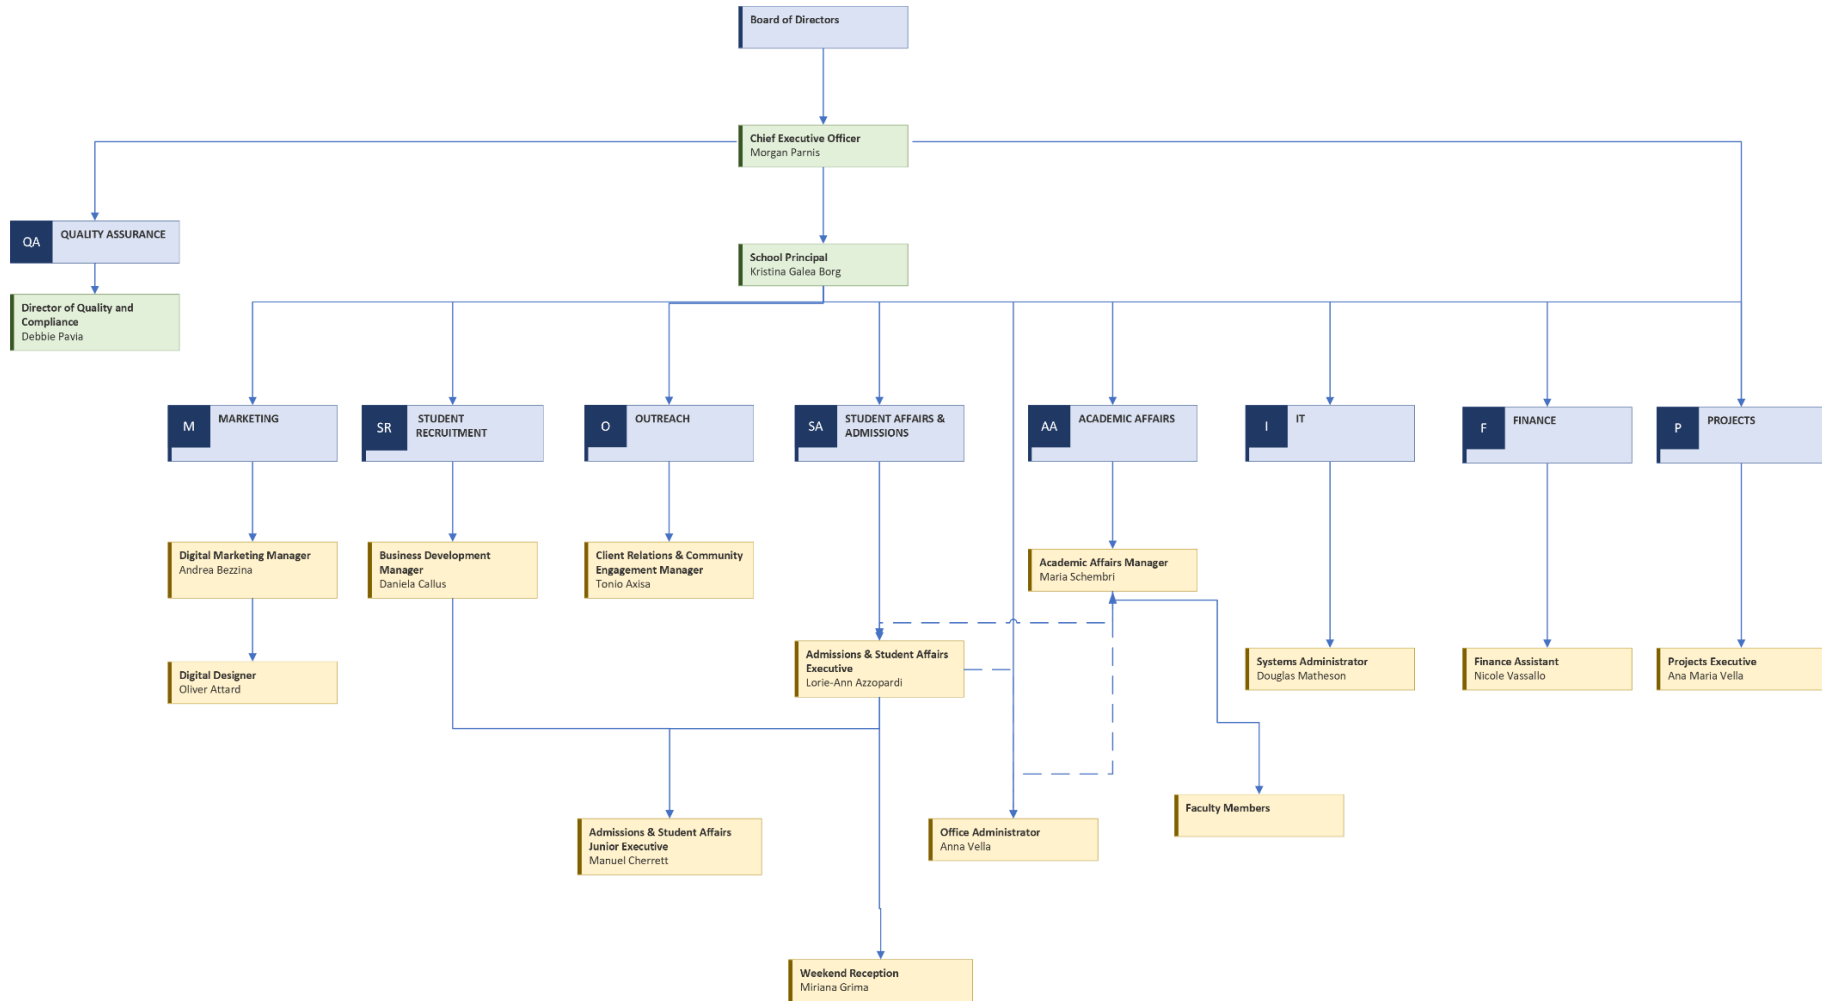 Board of Directors
Chief Executive Officer
Morgan Parnis
QA
QUALITY ASSURANCE
School Principal
Kristina Galea Borg
Director of Quality and
Compliance
Debbie Pavia
M
MARKETING
SR
STUDENT
RECRUITMENT
O
OUTREACH
SA
STUDENT AFFAIRS &
ADMISSIONS
AA
ACADEMIC AFFAIRS
I
IT
F
FINANCE
P
PROJECTS
Digital Marketing Manager
Andrea Bezzina
Business Development
Manager
Daniela Callus
Client Relations & Community
Engagement Manager
Tonio Axisa
Academic Affairs Manager
Maria Schembri
Admissions & Student Affairs
Executive
Lorie-Ann Azzopardi
Digital Designer
Oliver Attard
Systems Administrator
Douglas Matheson
Finance Assistant
Nicole Vassallo
Projects Executive
Ana Maria Vella
Faculty Members
Admissions & Student Affairs
Junior Executive
Manuel Cherrett
Office Administrator
Anna Vella
Weekend Reception
Miriana Grima